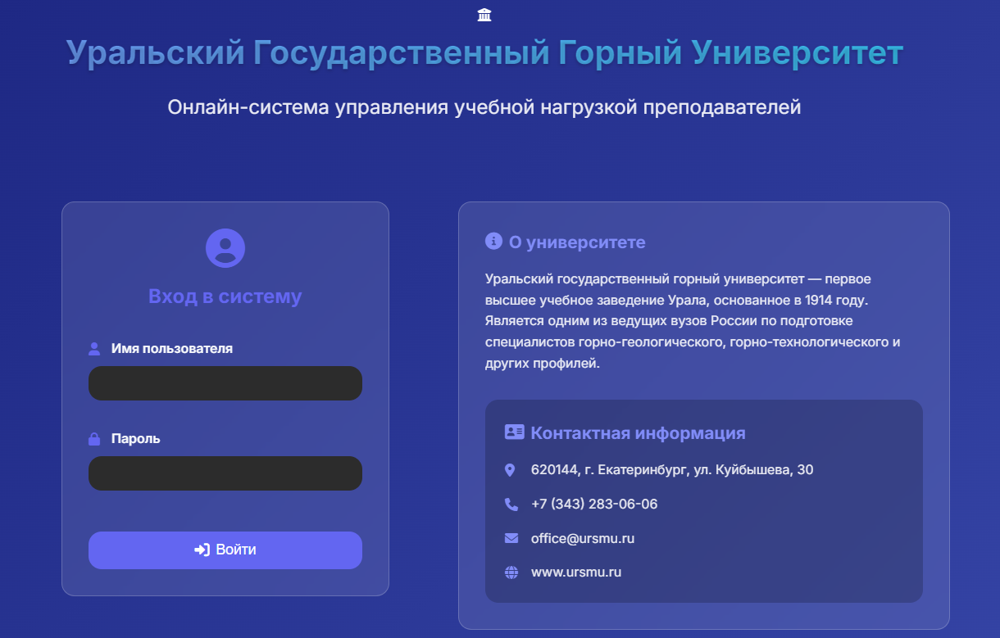 Уральский Государственный Горный Университет
Онлайн-система управления учебной нагрузкой преподавателей
Вход в систему
Имя пользователя
Пароль
Войти
О университете
Уральский государственный горный университет — первое
высшее учебное заведение Урала, основанное в 1914 году.
Является одним из ведущих вузов России по подготовке
специалистов горно-геологического, горно-технологического и
других профилей.
Контактная информация
620144, г. Екатеринбург, ул. Куйбышева, 30
+7 (343) 283-06-06
office@ursmu.ru
www.ursmu.ru